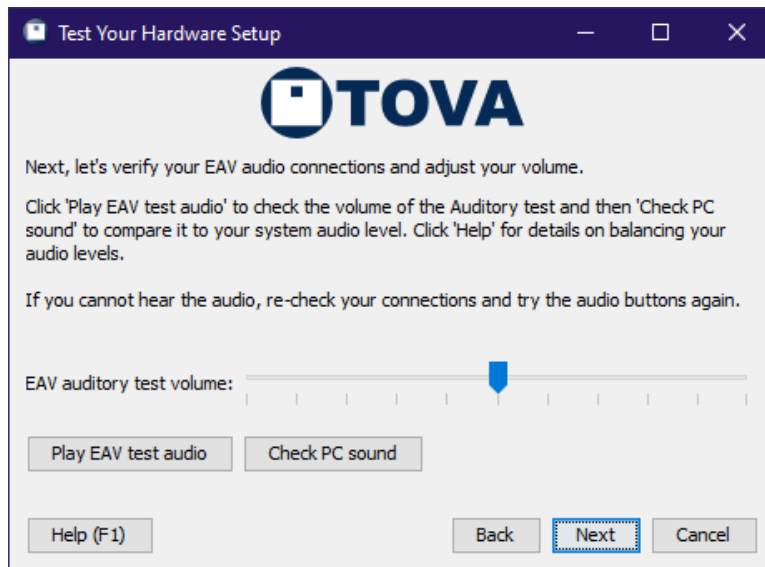 Test Your Hardware Setup
TOVA
Next, let's verify your EAV audio connections and adjust your volume.
Click 'Play EAV test audio' to check the volume of the Auditory test and then 'Check PC
sound' to compare it to your system audio level. Click 'Help' for details on balancing your
audio levels.
If you cannot hear the audio, re-check your connections and try the audio buttons again.
EAV auditory test volume:
Play EAV test audio
Check PC sound
Help (F1)
Back
Next
Cancel